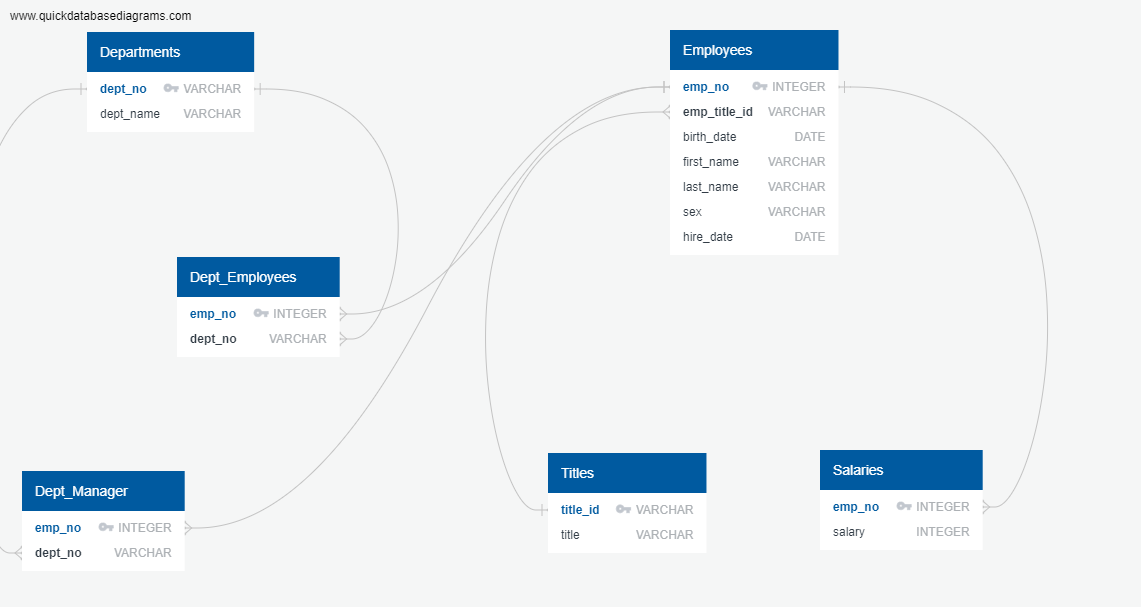 www.quickdatabasediagrams.com
Departments
dept_no VARCHAR
dept_name VARCHAR
Employees
emp_no INTEGER
emp_title_id VARCHAR
birth_date DATE
first_name VARCHAR
last_name VARCHAR
sex VARCHAR
hire_date DATE
Dept_Employees
emp_no INTEGER
dept_no VARCHAR
Dept_Manager
emp_no INTEGER
dept_no VARCHAR
Titles
title_id VARCHAR
title VARCHAR
Salaries
emp_no INTEGER
salary INTEGER